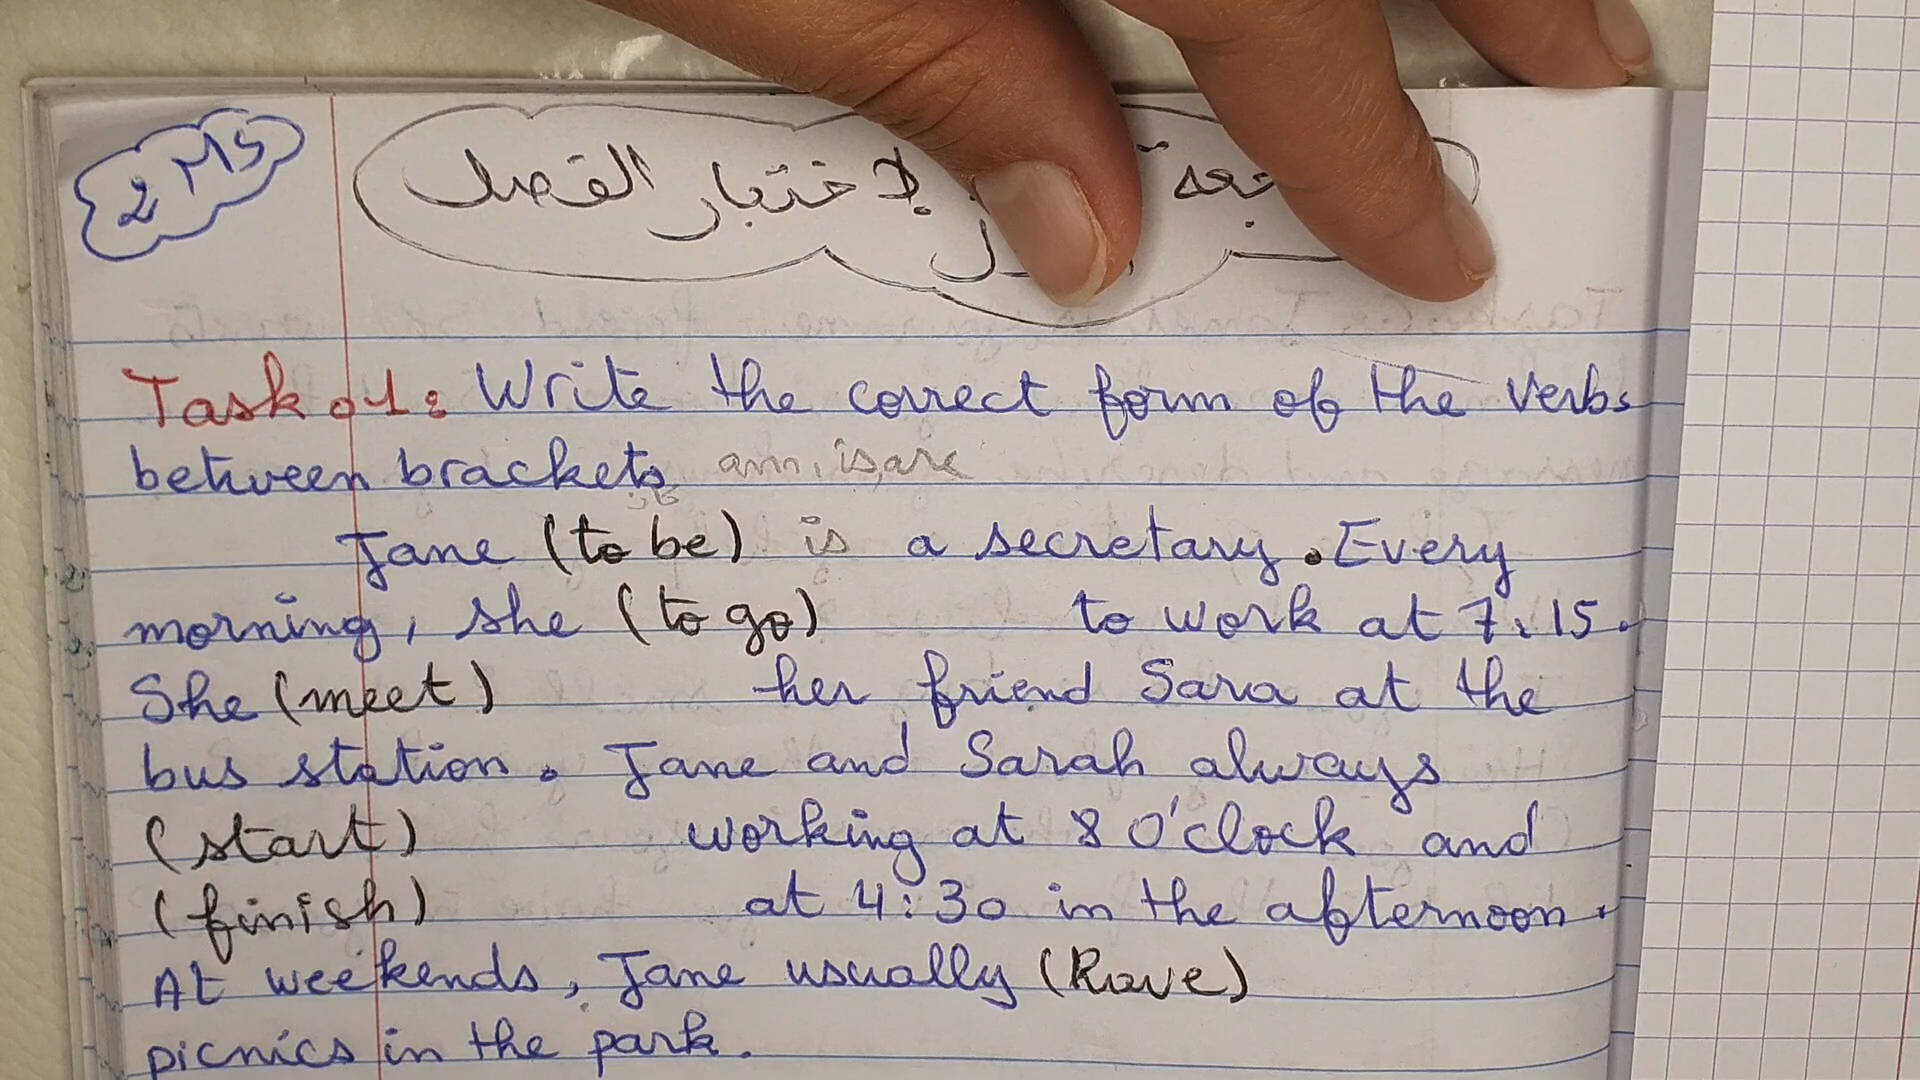 2 MS
لاختبار الفصل
Task 01: Write the correct form of the verbs
between brackets am, is, are
Jane (to be) is a secretary. Every
morning, she (to go) to work at 7:15.
She (meet) her friend Sara at the
bus station. Jane and Sarah always
(start) working at 8 O'clock and
(finish) at 4:30 in the afternoon.
At weekends, Jane usually (have)
picnics in the park.